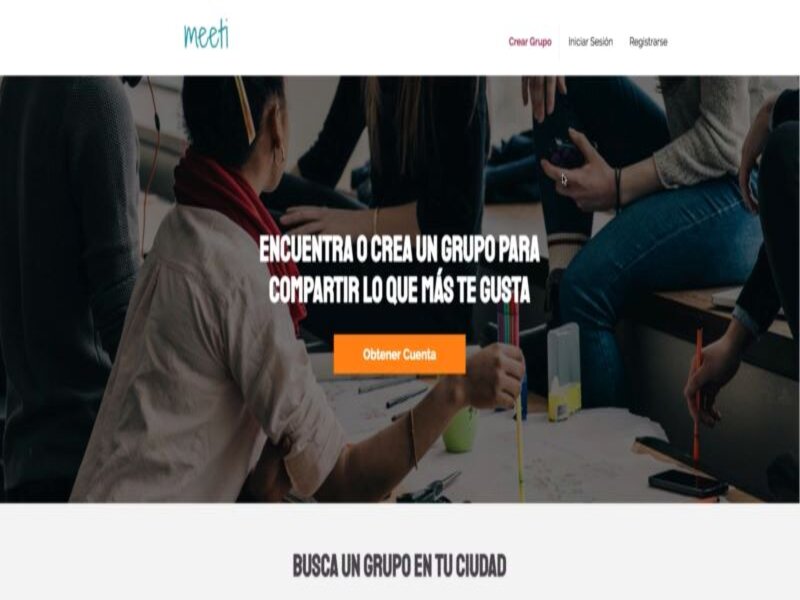 meeti
Crear Grupo
Iniciar Sesión
Registrarse
ENCUENTRA O CREA UN GRUPO PARA
COMPARTIR LO QUE MÁS TE GUSTA
Obtener Cuenta
BUSCA UN GRUPO EN TU CIUDAD